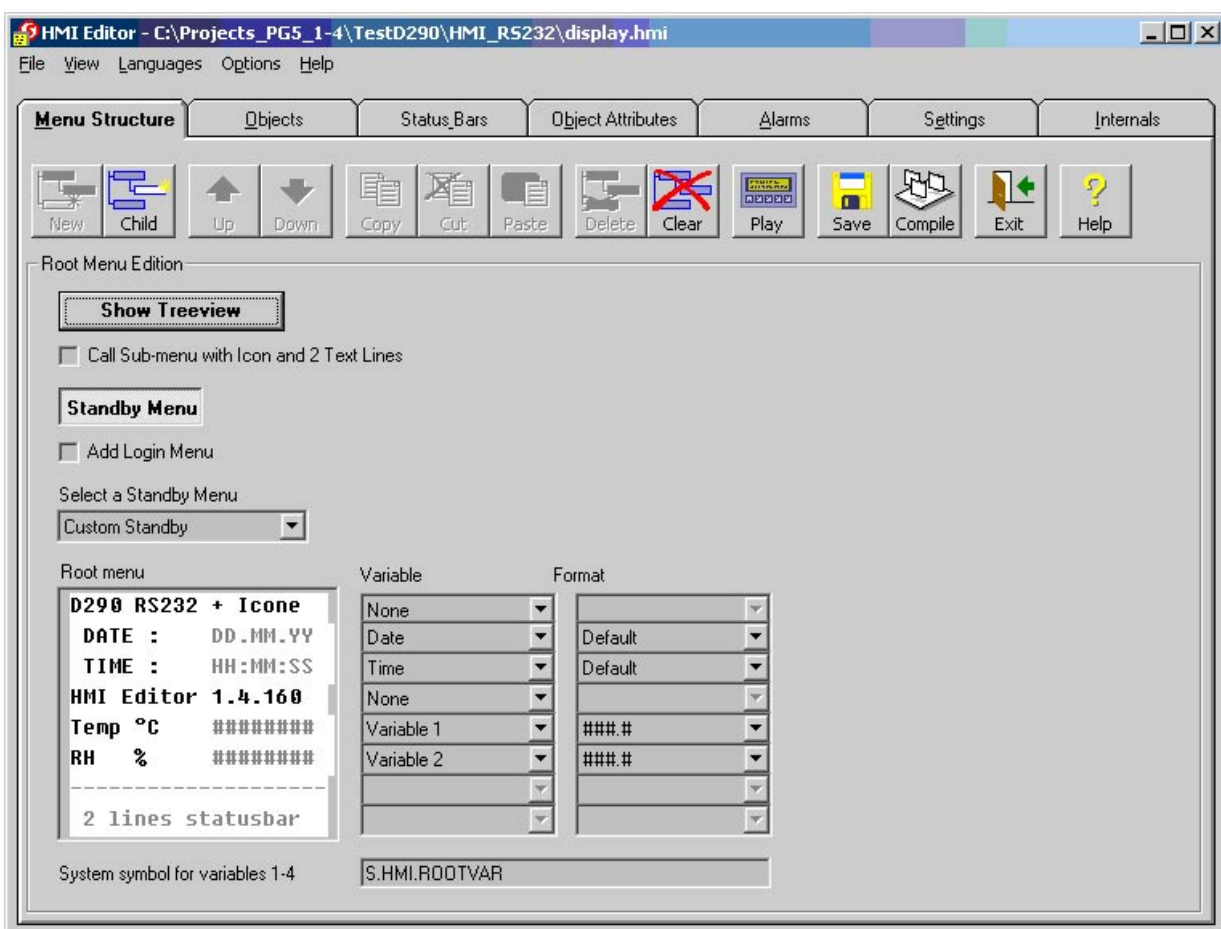 HMI Editor - C:\Projects_PG5_1-4\TestD290\HMI_RS232\display.hmi
File View Languages Options Help
Menu Structure Objects Status Bars Object Attributes Alarms Settings Internals
New Child Up Down Copy Cut Paste Delete Clear Play Save Compile Exit Help
Root Menu Edition
Show Treeview
Call Sub-menu with Icon and 2 Text Lines
Standby Menu
Add Login Menu
Select a Standby Menu
Custom Standby
Root menu Variable Format
D290 RS232 + Icone None
DATE : DD.MM.YY Date Default
TIME : HH:MM:SS Time Default
HMI Editor 1.4.160 None
Temp °C ######## Variable 1 ###.#
RH % ######## Variable 2 ###.#
--------------------
2 lines statusbar
System symbol for variables 1-4 S.HMI.ROOTVAR